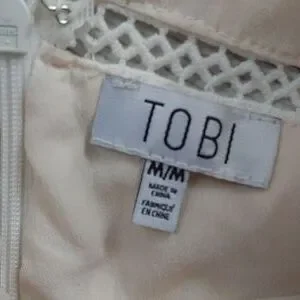 TOBI
M/M
MADE IN
CHINA
FABRIQUÉ
EN CHINE